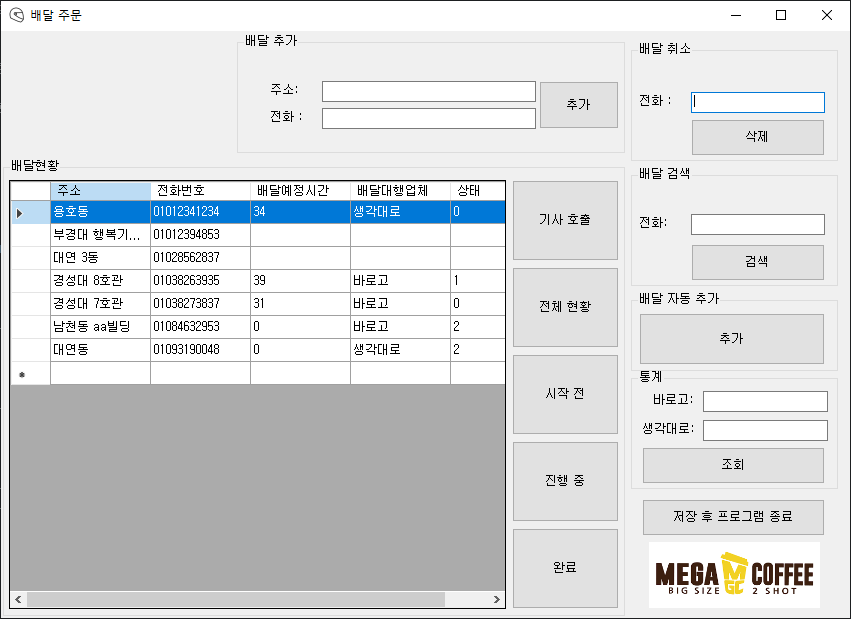 배달 주문
배달 추가
주소:
전화 :
추가
배달 취소
전화 :
삭제
배달현황
주소 전화번호 배달예정시간 배달대행업체 상태
용호동 01012341234 34 생각대로 0
부경대 행복기... 01012394853
대연 3동 01028562837
경성대 8호관 01038263935 39 바로고 1
경성대 7호관 01038273837 31 바로고 0
남천동 aa빌딩 01084632953 0 바로고 2
대연동 01093190048 0 생각대로 2
기사 호출
전체 현황
시작 전
진행 중
완료
배달 검색
전화:
검색
배달 자동 추가
추가
통계
바로고:
생각대로:
조회
저장 후 프로그램 종료
MEGA MGC COFFEE
BIG SIZE 2 SHOT